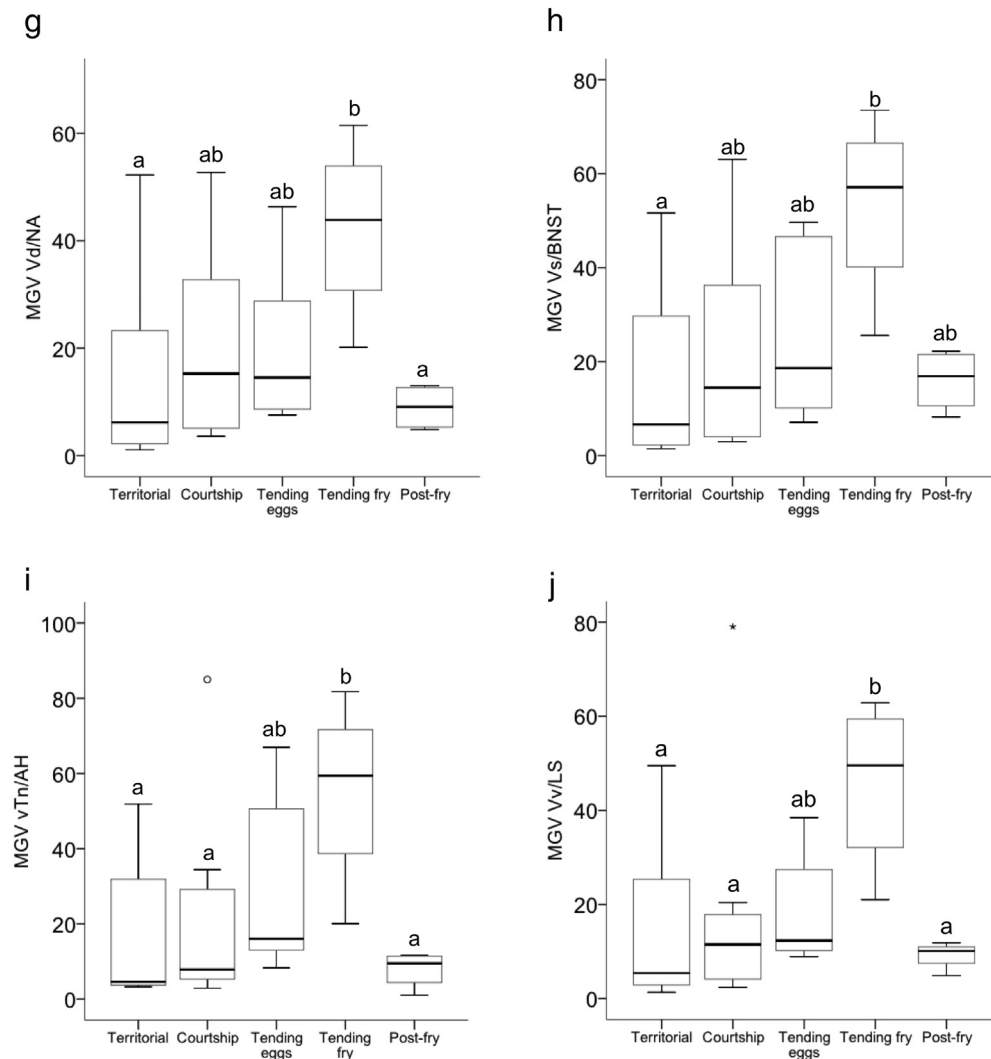 g
MGV Vd/NA
60
40
20
0
a
ab
ab
b
a
Territorial
Courtship
Tending
eggs
Tending fry
Post-fry
h
MGV Vs/BNST
80
60
40
20
0
a
ab
ab
b
ab
Territorial
Courtship
Tending
eggs
Tending fry
Post-fry
i
MGV vTn/AH
100
80
60
40
20
0
a
a
ab
b
a
Territorial
Courtship
Tending
eggs
Tending
fry
Post-fry
j
MGV Vv/LS
80
60
40
20
0
a
*
a
ab
b
a
Territorial
Courtship
Tending
eggs
Tending fry
Post-fry